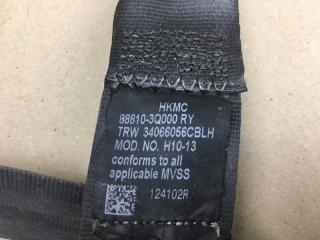 HKMC
88810-3Q000 RY
TRW 34066056CBLH
MOD. NO. H10-13
conforms to all
applicable MVSS
124102R